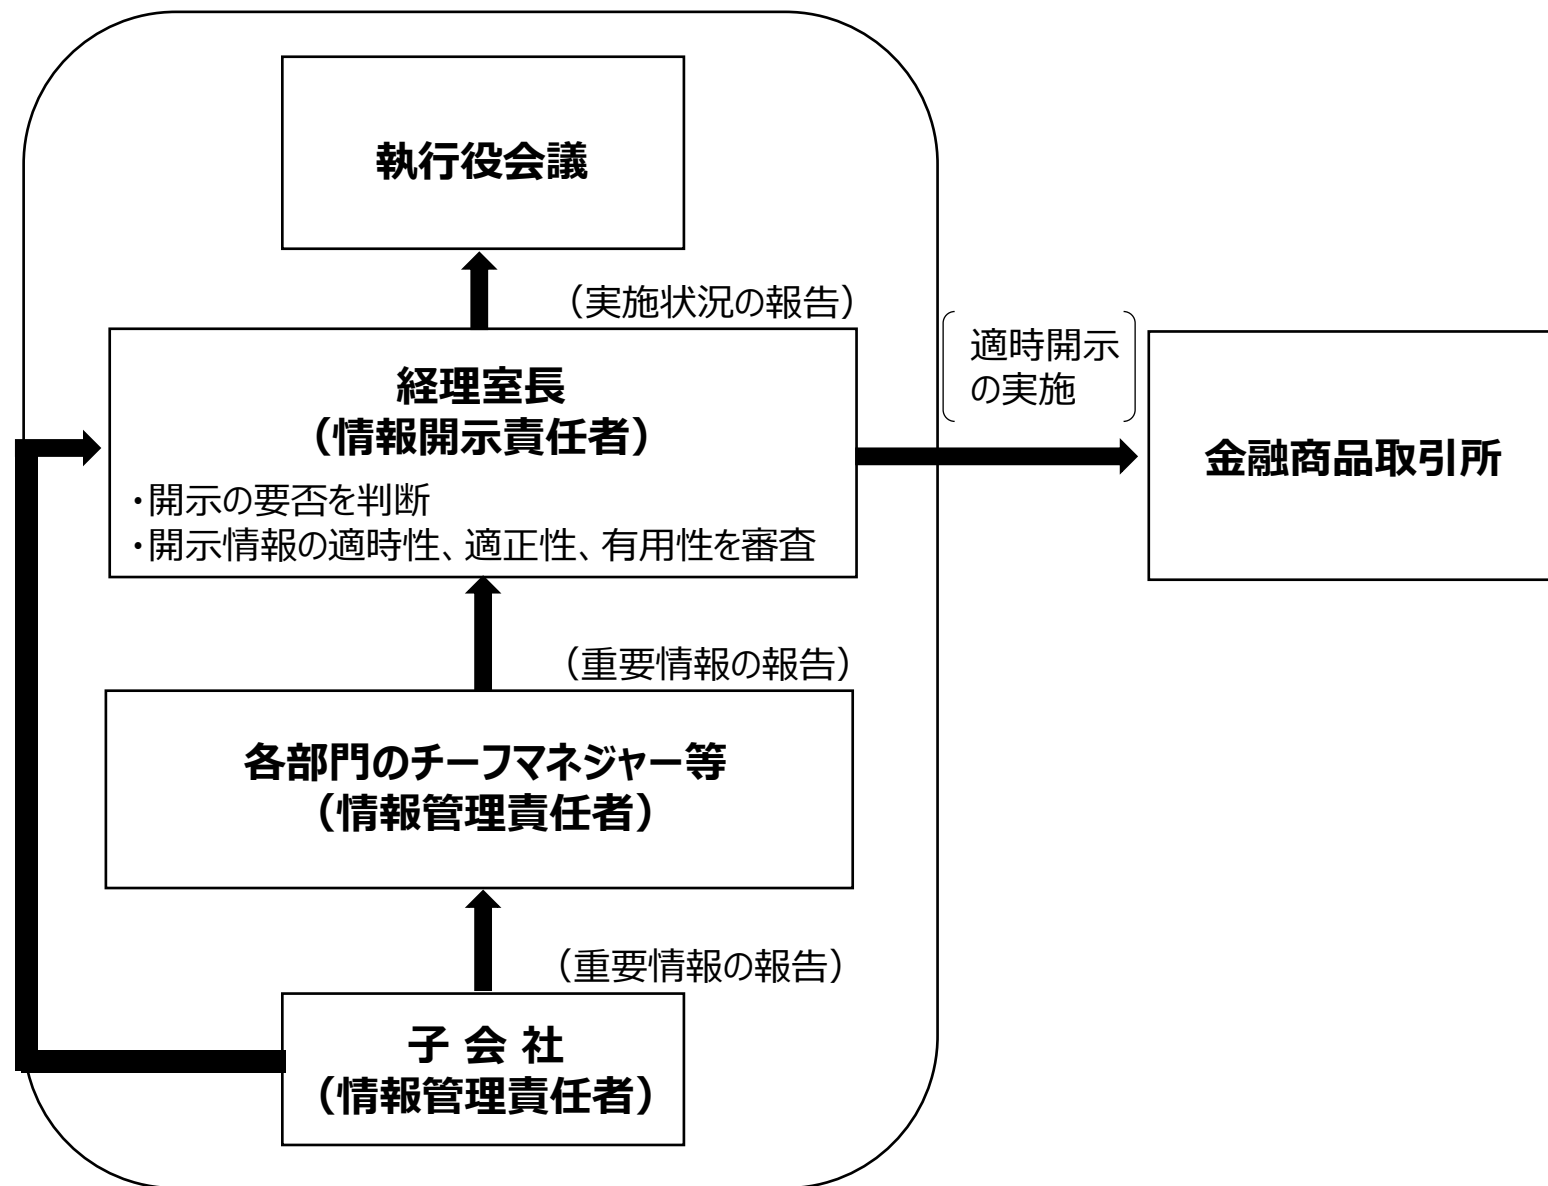 執行役会議
（実施状況の報告）
適時開示
の実施
経理室長
（情報開示責任者）
・開示の要否を判断
・開示情報の適時性、適正性、有用性を審査
金融商品取引所
（重要情報の報告）
各部門のチーフマネジャー等
（情報管理責任者）
（重要情報の報告）
子 会 社
（情報管理責任者）